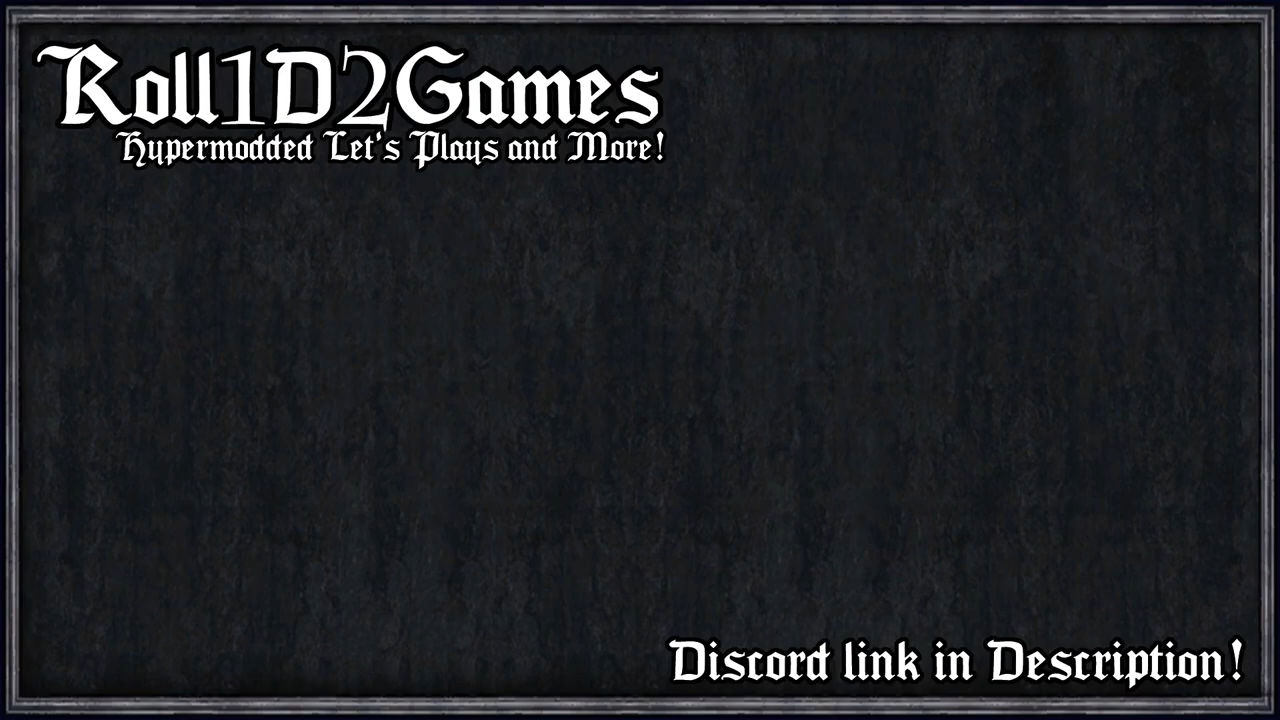 Roll1D2Games
Hypermodded Let's Plays and More!
Discord link in Description!